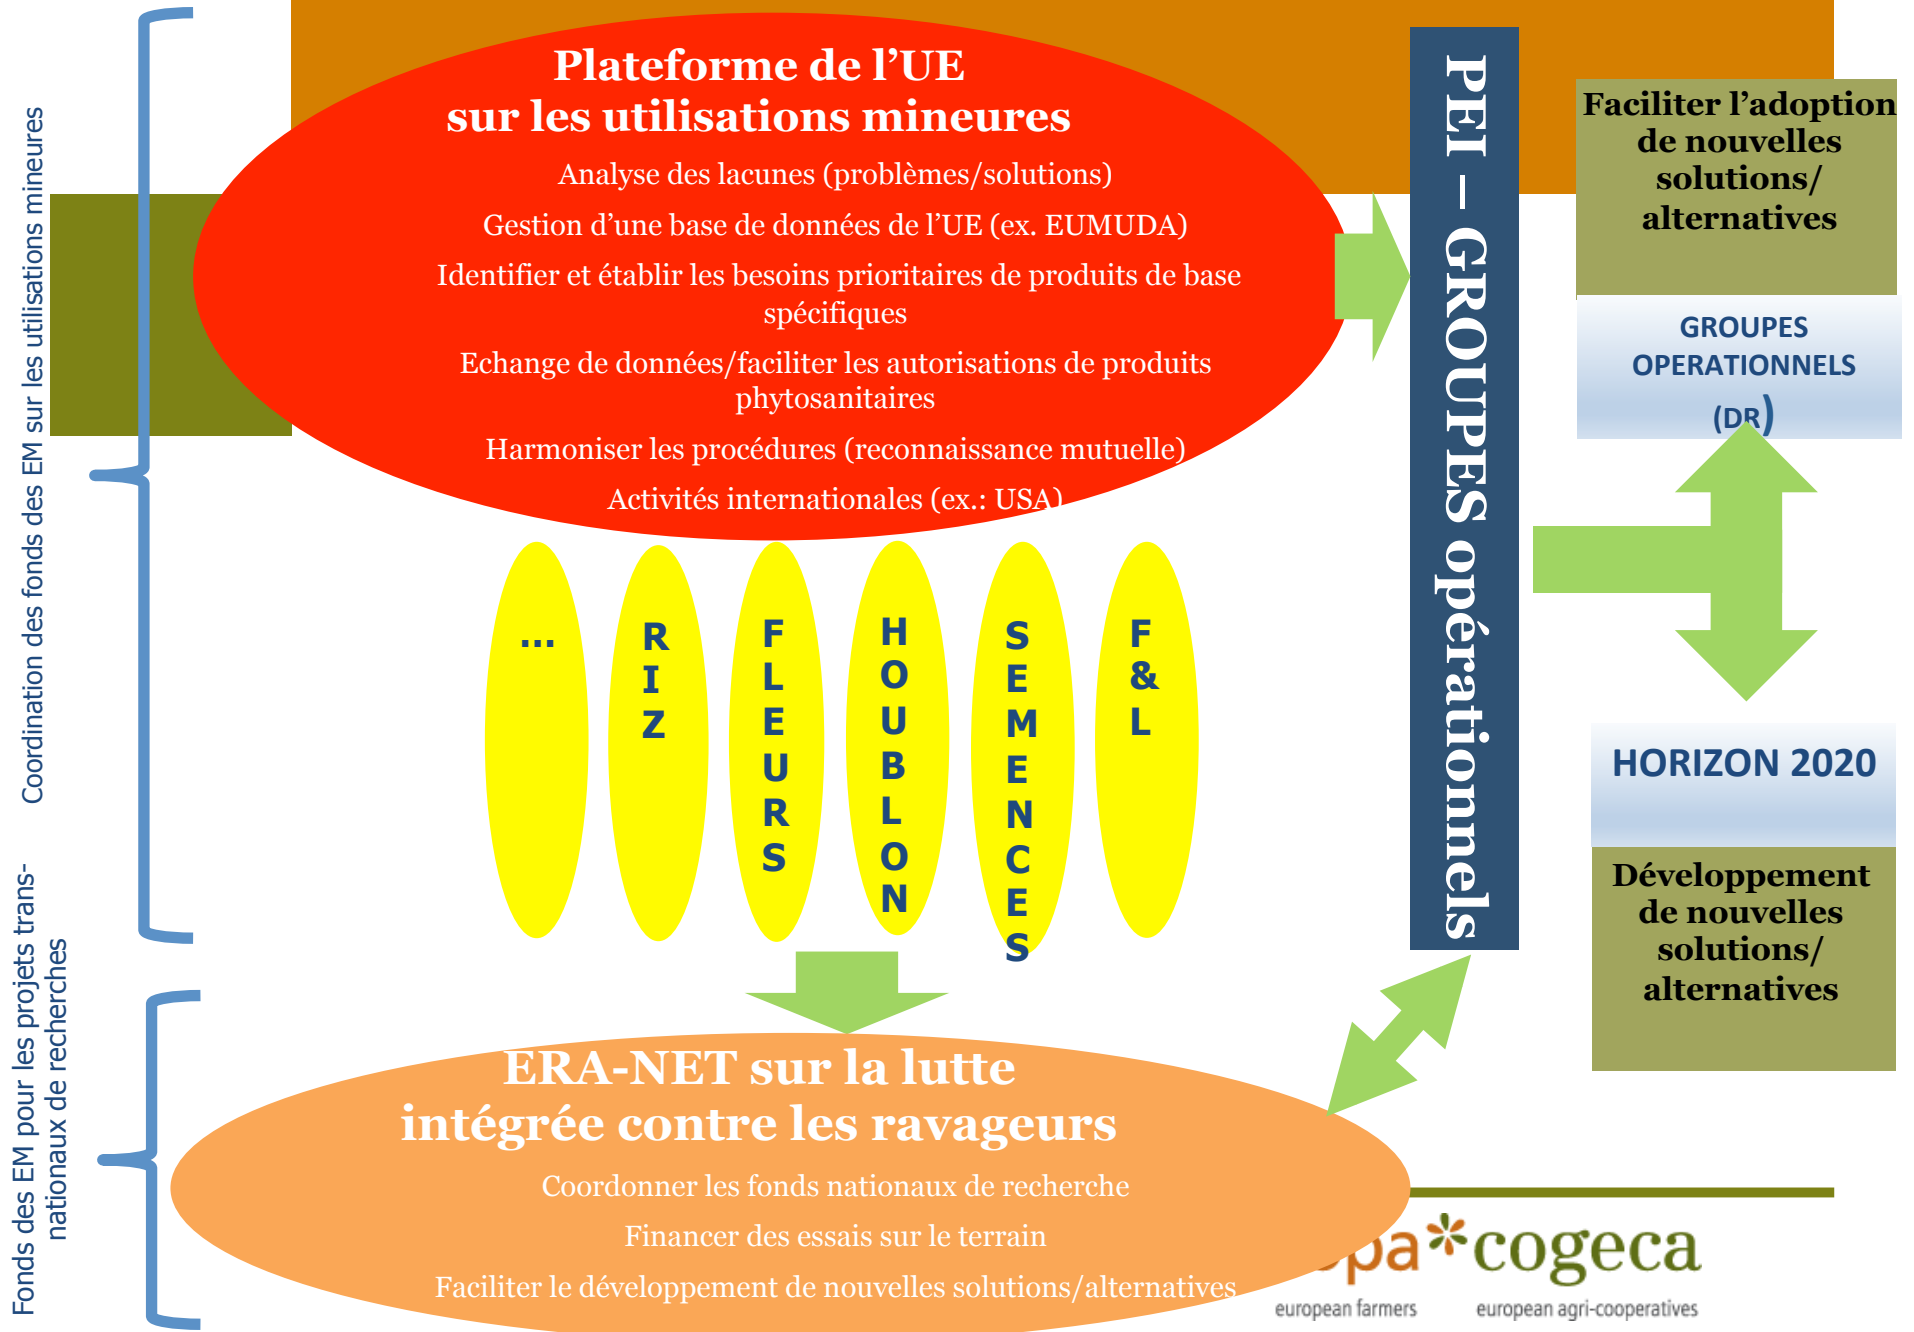 Coordination des fonds des EM sur les utilisations mineures
Fonds des EM pour les projets trans-
nationaux de recherches
Plateforme de l’UE
sur les utilisations mineures
Analyse des lacunes (problèmes/solutions)
Gestion d’une base de données de l’UE (ex. EUMUDA)
Identifier et établir les besoins prioritaires de produits de base
spécifiques
Echange de données/faciliter les autorisations de produits
phytosanitaires
Harmoniser les procédures (reconnaissance mutuelle)
Activités internationales (ex.: USA)
...
RIZ
FLEURS
HOUBLON
SEMENCES
F&L
ERA-NET sur la lutte
intégrée contre les ravageurs
Coordonner les fonds nationaux de recherche
Financer des essais sur le terrain
Faciliter le développement de nouvelles solutions/alternatives
PEI – GROUPES opérationnels
Faciliter l’adoption
de nouvelles
solutions/
alternatives
GROUPES
OPERATIONNELS
(DR)
HORIZON 2020
Développement
de nouvelles
solutions/
alternatives
pa*cogeca
european farmers european agri-cooperatives